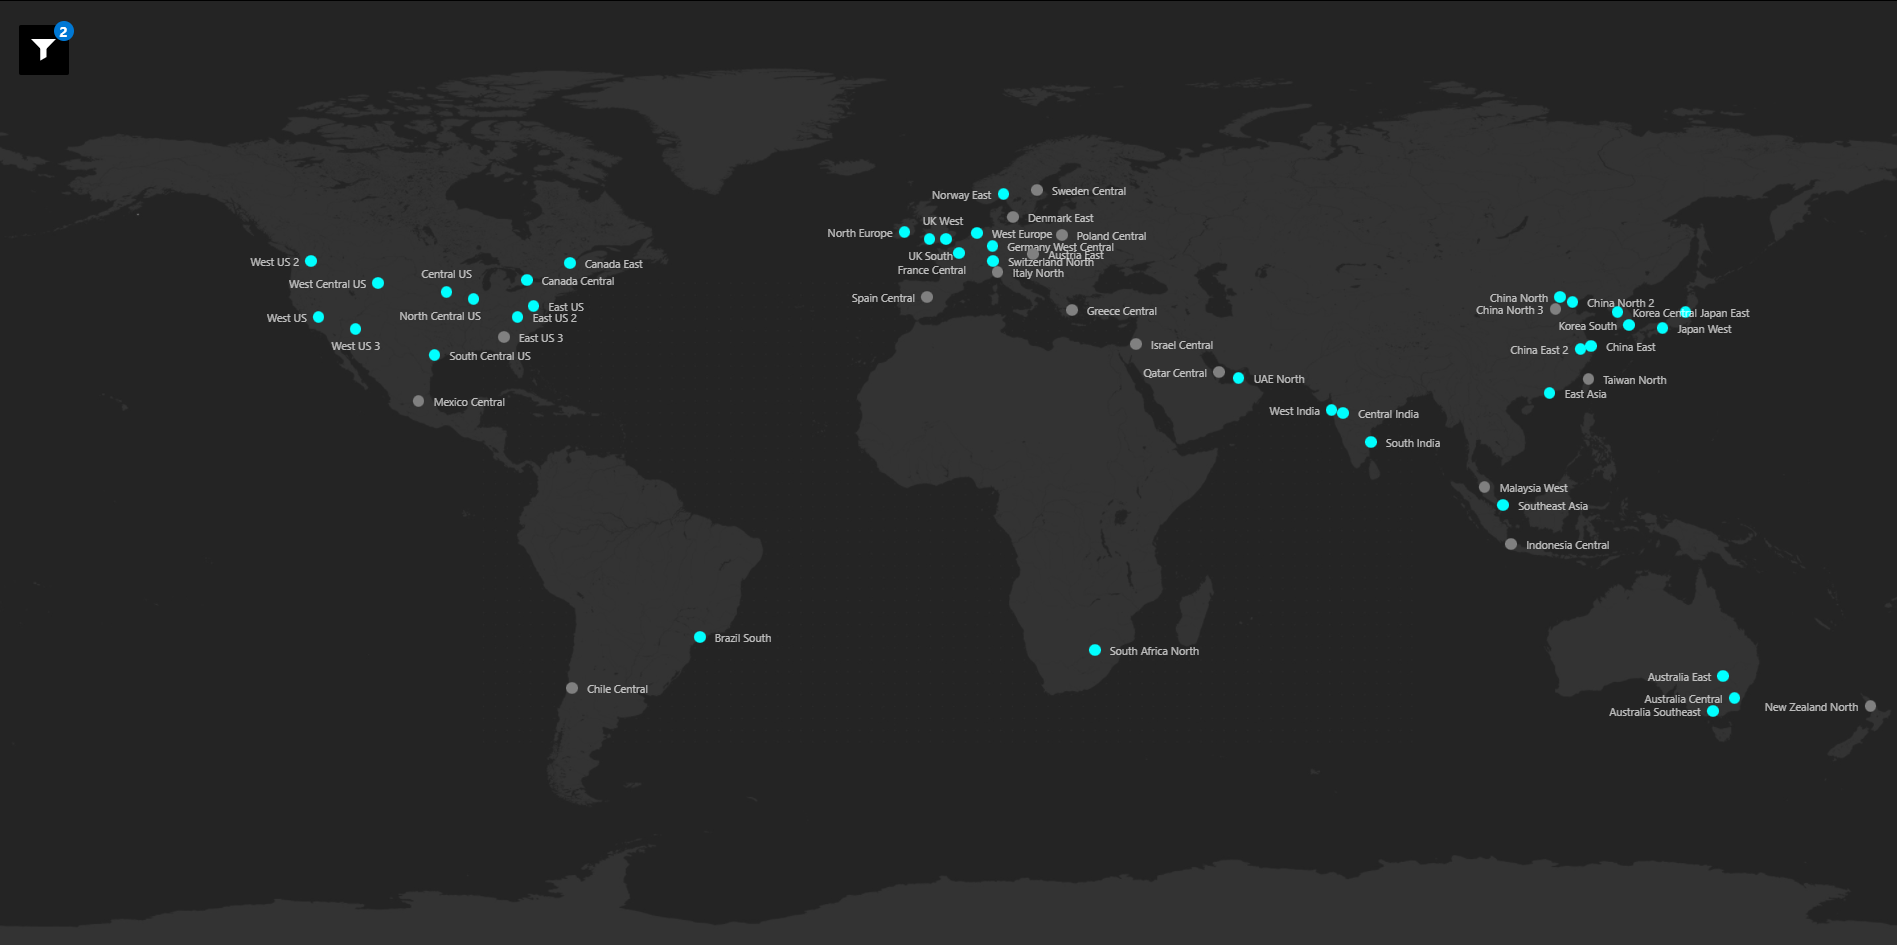 2
Norway East
Sweden Central
Denmark East
UK West
North Europe
West Europe
Poland Central
Germany West Central
UK South
Austria East
Switzerland North
France Central
Italy North
Spain Central
Greece Central
West US 2
Canada East
Central US
West Central US
Canada Central
East US
North Central US
West US
East US 2
East US 3
West US 3
South Central US
Mexico Central
Israel Central
Qatar Central
UAE North
West India
Central India
South India
China North
China North 2
China North 3
Korea Central
Japan East
Korea South
Japan West
China East
China East 2
Taiwan North
East Asia
Malaysia West
Southeast Asia
Indonesia Central
Brazil South
South Africa North
Chile Central
Australia East
Australia Central
New Zealand North
Australia Southeast